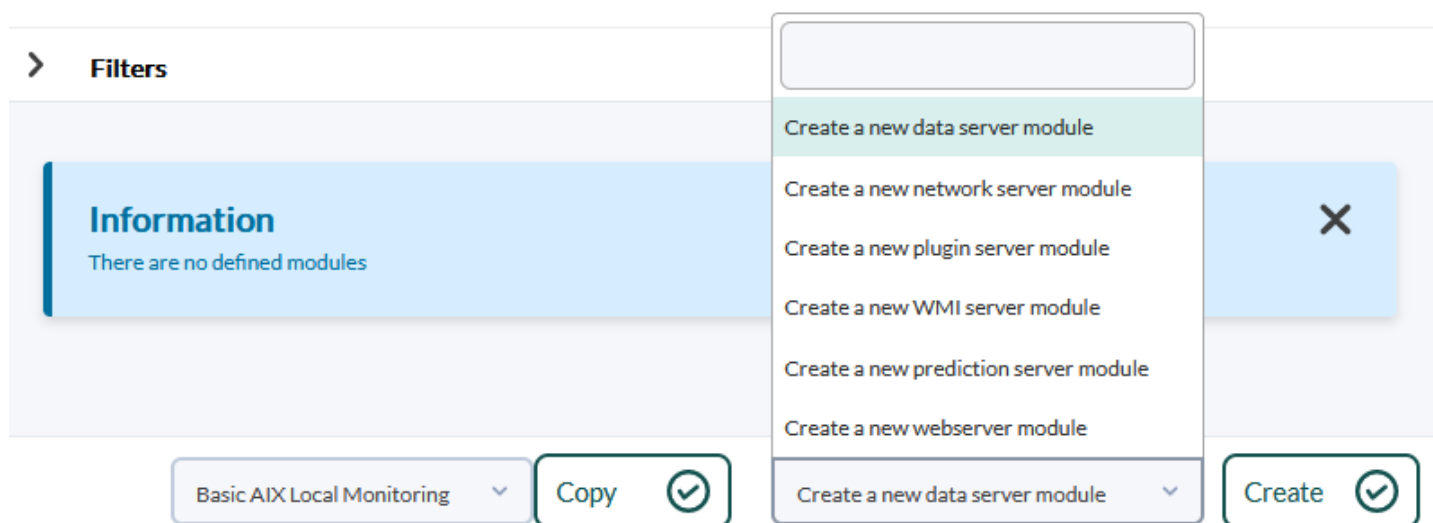 Filters
Information
There are no defined modules
Create a new data server module
Create a new network server module
Create a new plugin server module
Create a new WMI server module
Create a new prediction server module
Create a new webserver module
Basic AIX Local Monitoring
Copy
Create a new data server module
Create